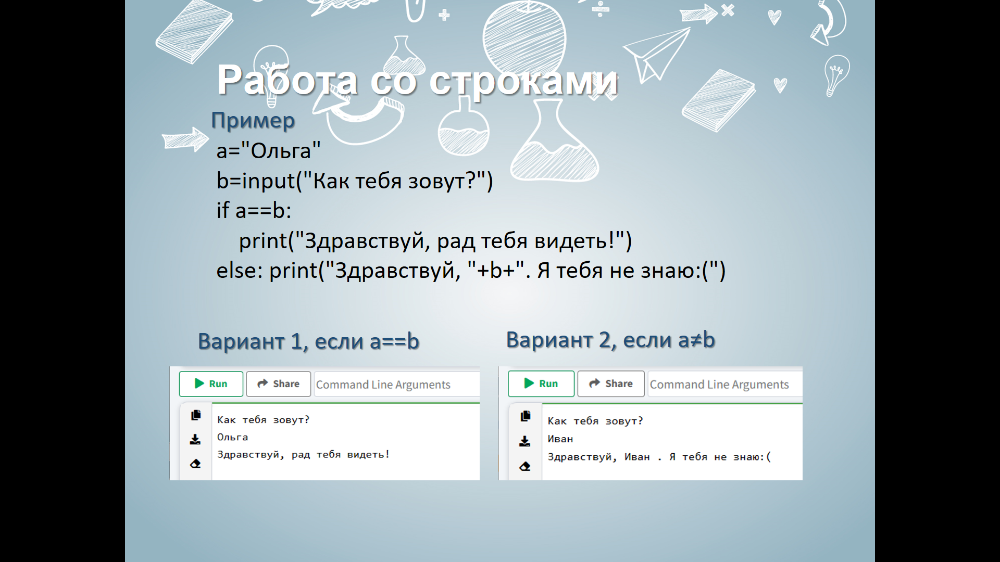 Работа со строками
Пример
a="Ольга"
b=input("Как тебя зовут?")
if a==b:
    print("Здравствуй, рад тебя видеть!")
else: print("Здравствуй, "+b+". Я тебя не знаю:(")
Вариант 1, если a==b
Run Share Command Line Arguments
Как тебя зовут?
Ольга
Здравствуй, рад тебя видеть!
Вариант 2, если a≠b
Run Share Command Line Arguments
Как тебя зовут?
Иван
Здравствуй, Иван . Я тебя не знаю:(